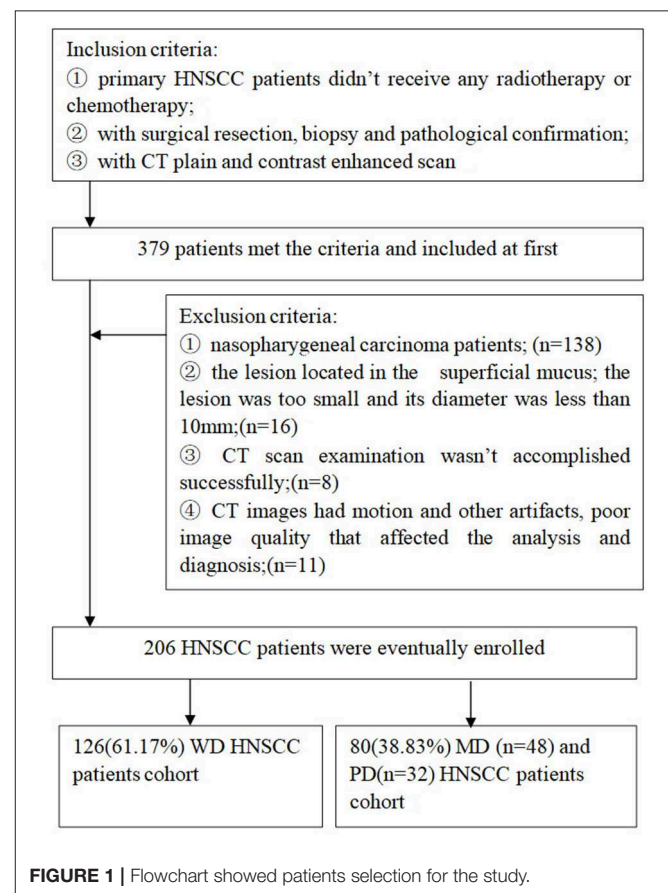 Inclusion criteria:
① primary HNSCC patients didn't receive any radiotherapy or
chemotherapy;
② with surgical resection, biopsy and pathological confirmation;
③ with CT plain and contrast enhanced scan
379 patients met the criteria and included at first
Exclusion criteria:
① nasopharygeneal carcinoma patients; (n=138)
② the lesion located in the superficial mucus; the
lesion was too small and its diameter was less than
10mm;(n=16)
③ CT scan examination wasn't accomplished
successfully;(n=8)
④ CT images had motion and other artifacts, poor
image quality that affected the analysis and
diagnosis;(n=11)
206 HNSCC patients were eventually enrolled
126(61.17%) WD HNSCC
patients cohort
80(38.83%) MD (n=48) and
PD(n=32) HNSCC patients
cohort
FIGURE 1 | Flowchart showed patients selection for the study.